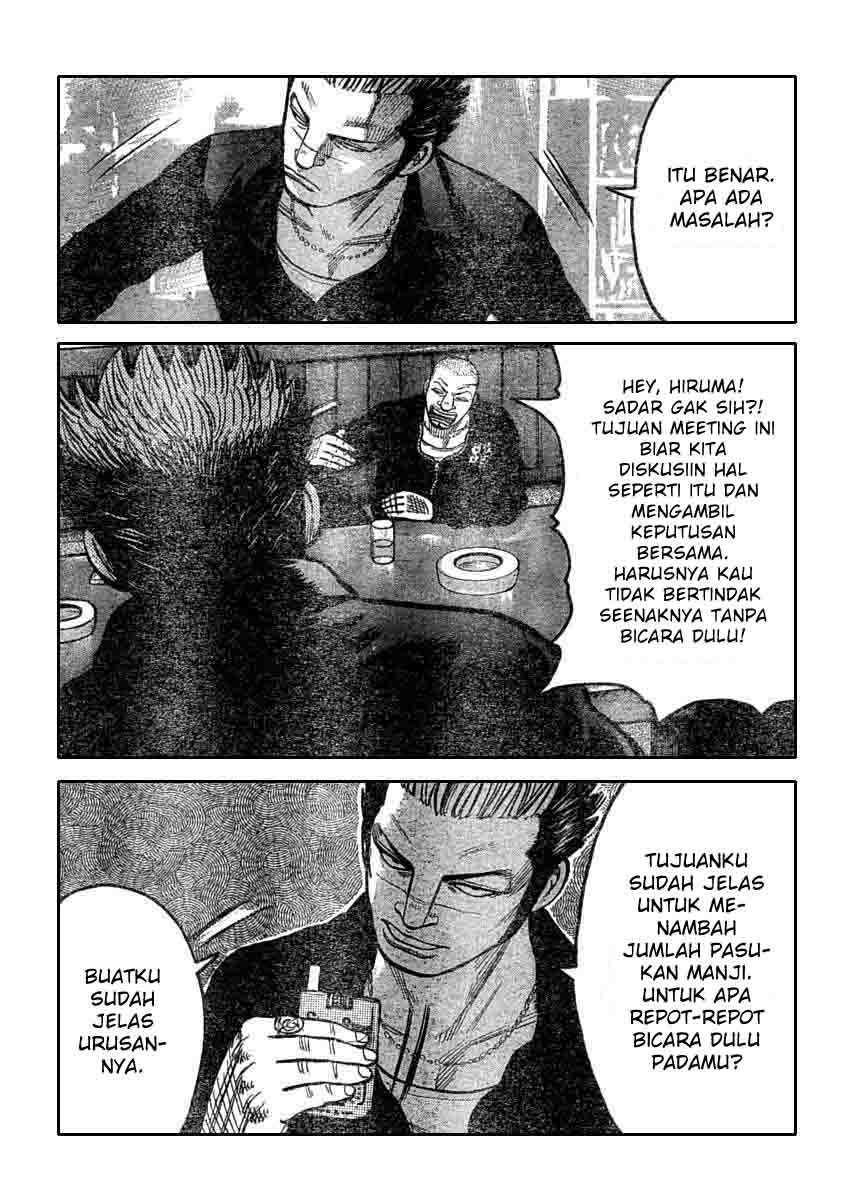 ITU BENAR.
APA ADA
MASALAH?
HEY, HIRUMA!
SADAR GAK SIH?!
TUJUAN MEETING INI
BIAR KITA
DISKUSIIN HAL
SEPERTI ITU DAN
MENGAMBIL
KEPUTUSAN
BERSAMA.
HARUSNYA KAU
TIDAK BERTINDAK
SEENAKNYA TANPA
BICARA DULU!
TUJUANKU
SUDAH JELAS
UNTUK ME-
NAMBAH
JUMLAH PASU-
KAN MANJI.
UNTUK APA
REPOT-REPOT
BICARA DULU
PADAMU?
BUATKU
SUDAH
JELAS
URUSAN-
NYA.